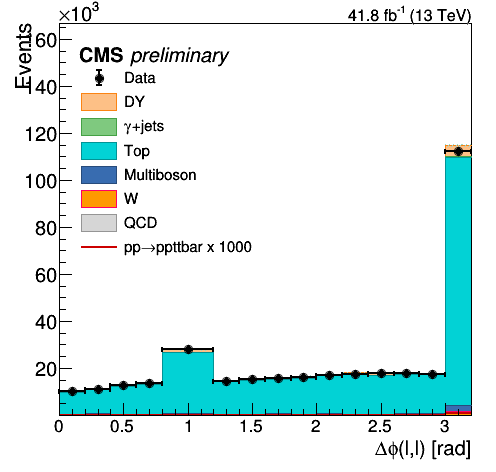 ×10³
41.8 fb⁻¹ (13 TeV)
Events
CMS preliminary
Data
DY
γ+jets
Top
Multiboson
W
QCD
pp→ppttbar x 1000
140
120
100
80
60
40
20
0 0.5 1 1.5 2 2.5 3
Δϕ(l,l) [rad]